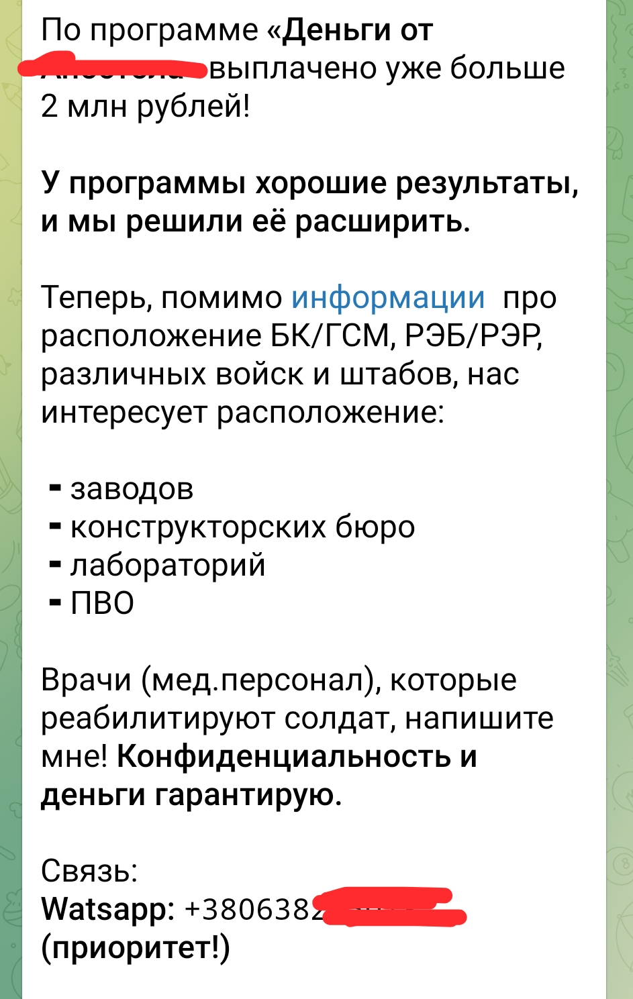 По программе «Деньги от
выплачено уже больше
2 млн рублей!
У программы хорошие результаты,
и мы решили её расширить.
Теперь, помимо информации про
расположение БК/ГСМ, РЭБ/РЭР,
различных войск и штабов, нас
интересует расположение:
- заводов
- конструкторских бюро
- лабораторий
- ПВО
Врачи (мед.персонал), которые
реабилитируют солдат, напишите
мне! Конфиденциальность и
деньги гарантирую.
Связь:
Watsapp: +380638
(приоритет!)